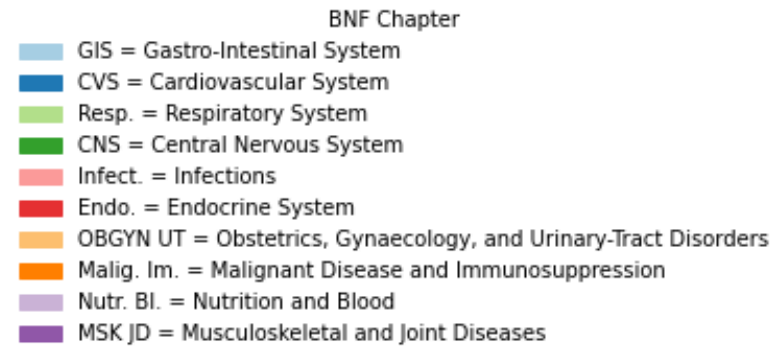 BNF Chapter
GIS = Gastro-Intestinal System
CVS = Cardiovascular System
Resp. = Respiratory System
CNS = Central Nervous System
Infect. = Infections
Endo. = Endocrine System
OBGYN UT = Obstetrics, Gynaecology, and Urinary-Tract Disorders
Malig. Im. = Malignant Disease and Immunosuppression
Nutr. Bl. = Nutrition and Blood
MSK JD = Musculoskeletal and Joint Diseases